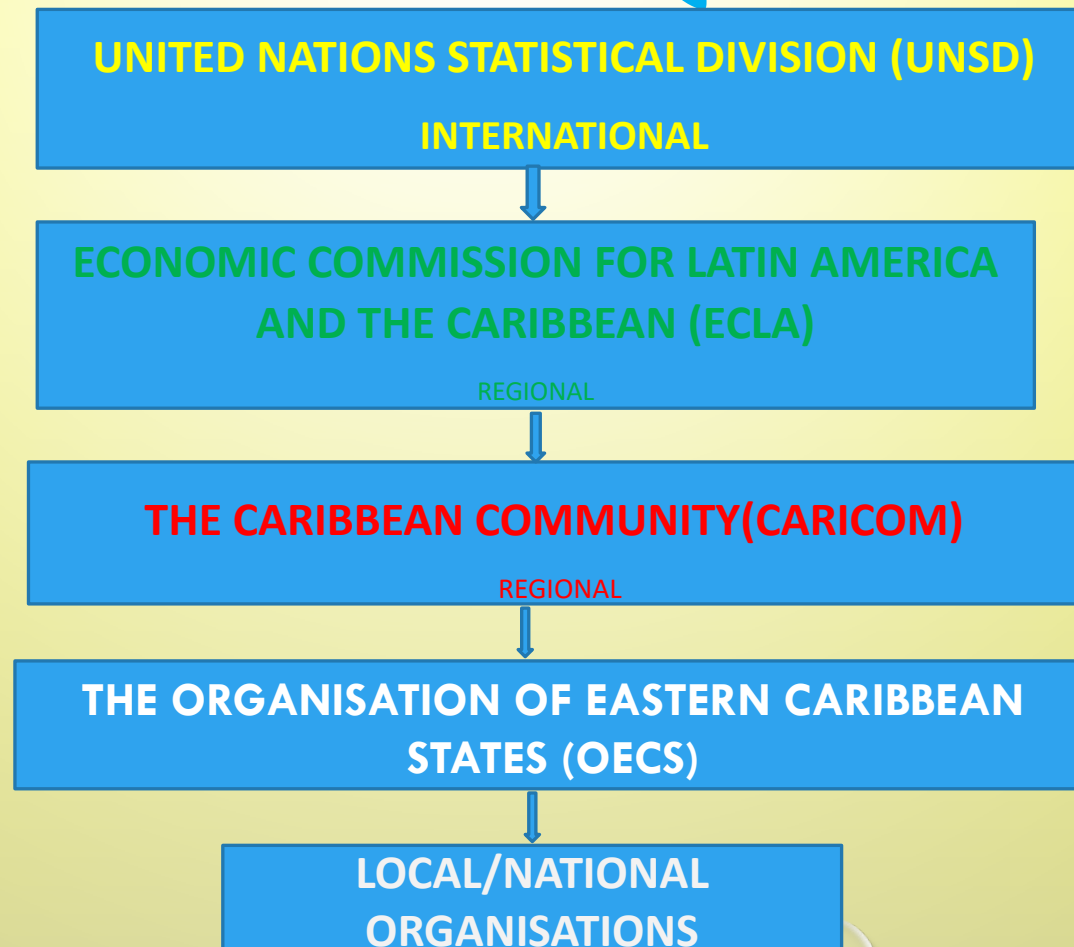 UNITED NATIONS STATISTICAL DIVISION (UNSD)
INTERNATIONAL
ECONOMIC COMMISSION FOR LATIN AMERICA
AND THE CARIBBEAN (ECLA)
REGIONAL
THE CARIBBEAN COMMUNITY(CARICOM)
REGIONAL
THE ORGANISATION OF EASTERN CARIBBEAN
STATES (OECS)
LOCAL/NATIONAL
ORGANISATIONS